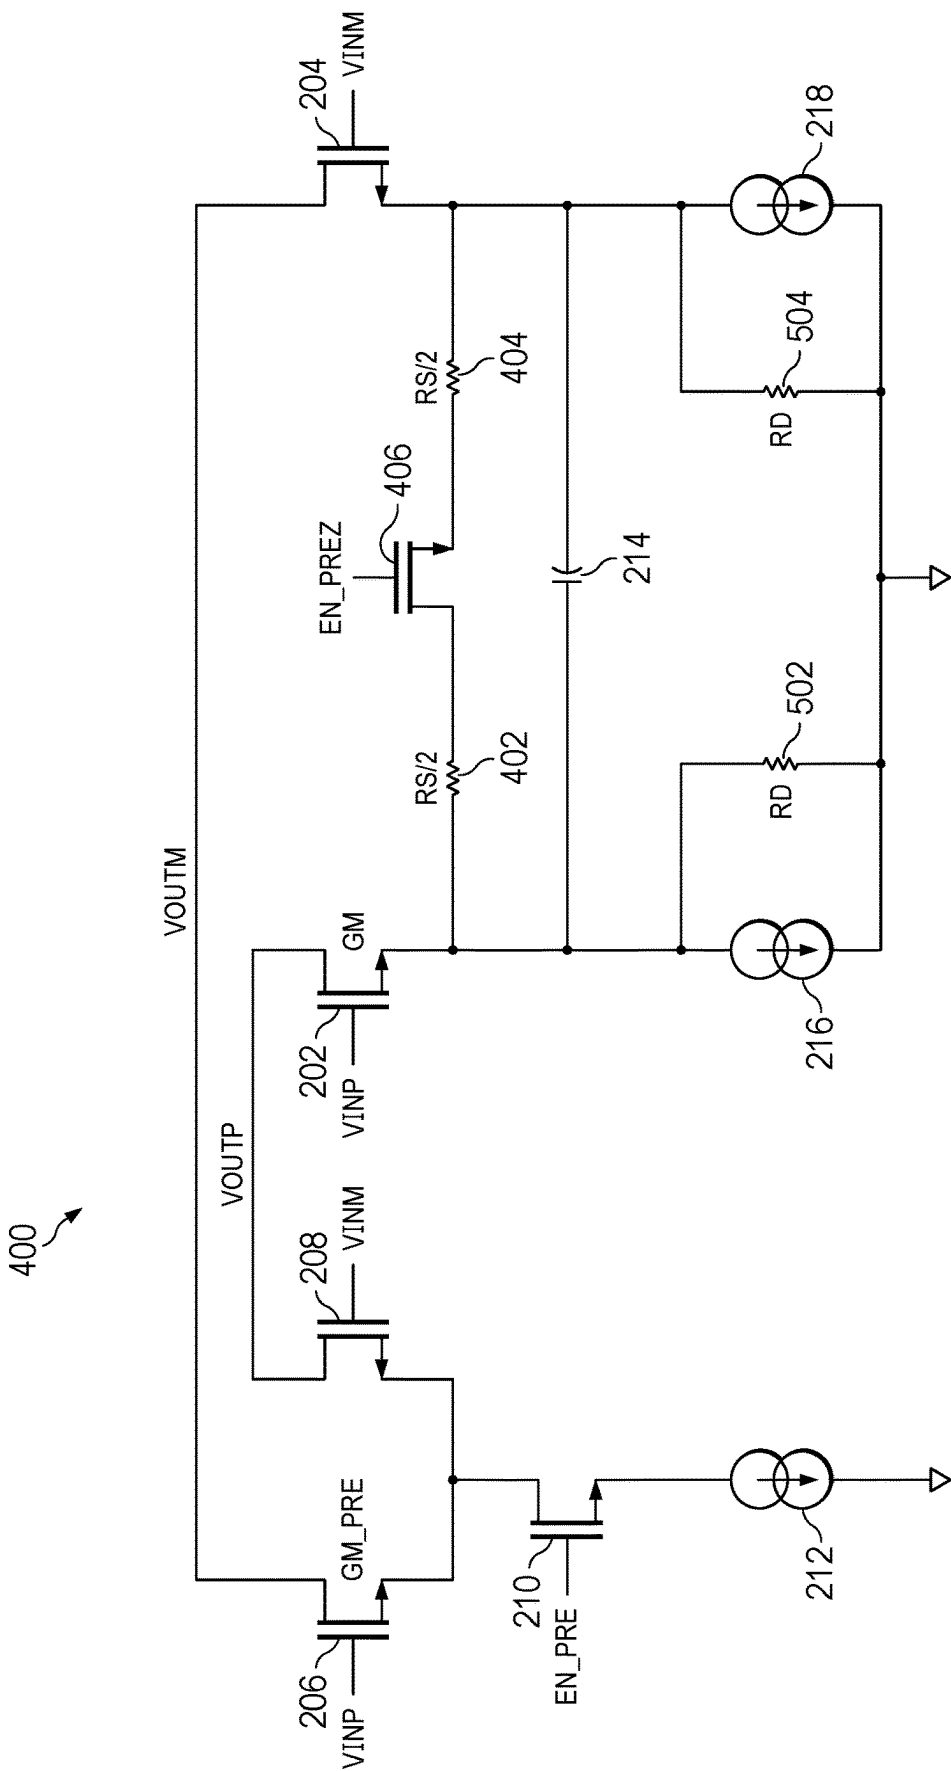 400
VOUTM
VOUTP
206
VINP
GM_PRE
208
VINM
202
VINP
GM
204
VINM
EN_PREZ
406
RS/2
402
RS/2
404
210
EN_PRE
214
RD
502
RD
504
212
216
218